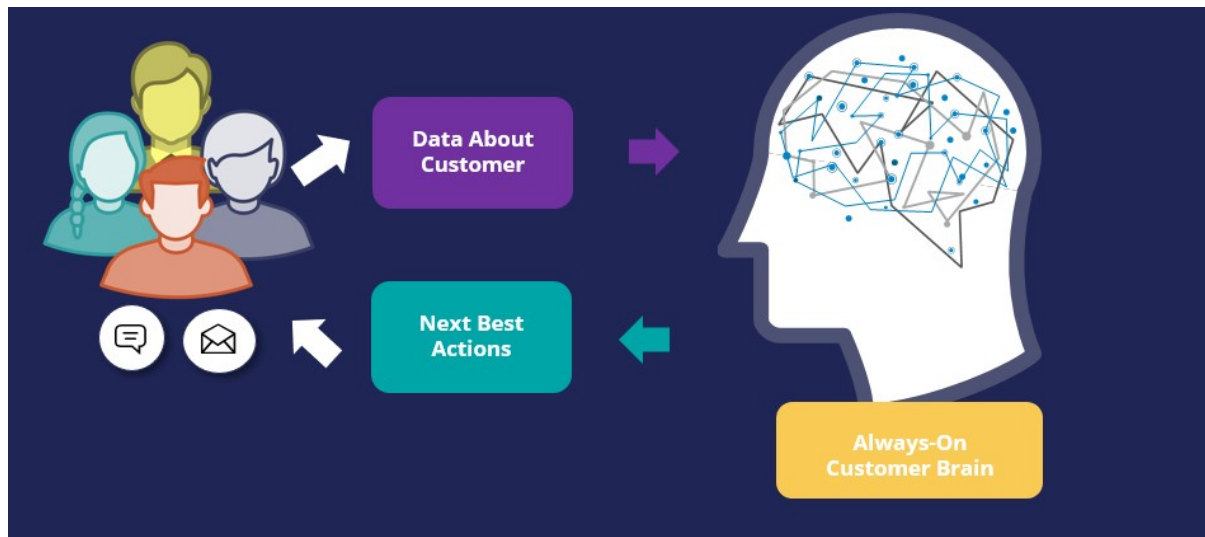 Data About
Customer
Next Best
Actions
Always-On
Customer Brain